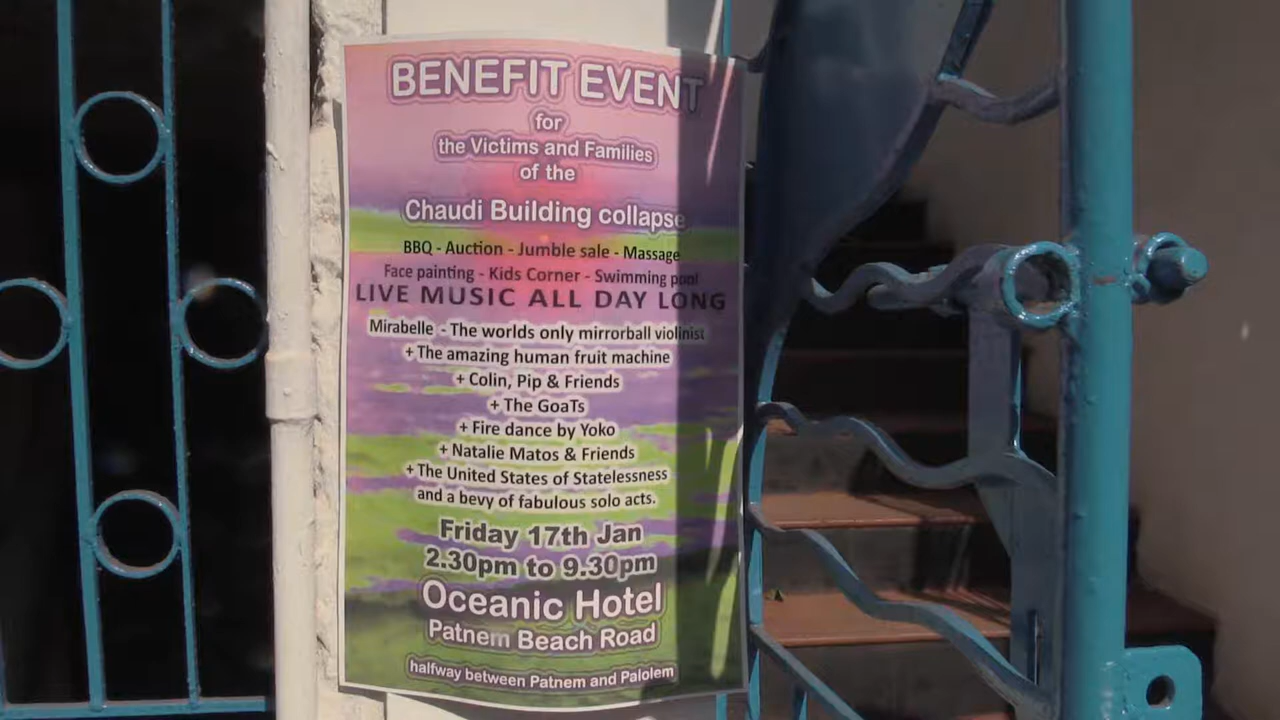 BENEFIT EVENT
for
the Victims and Families
of the
Chaudi Building collapse
BBQ - Auction - Jumble sale - Massage
Face painting - Kids Corner - Swimming pool
LIVE MUSIC ALL DAY LONG
Mirabelle - The worlds only mirrorball violinist
+ The amazing human fruit machine
+ Colin, Pip & Friends
+ The GoaTs
+ Fire dance by Yoko
+ Natalie Matos & Friends
+ The United States of Statelessness
and a bevy of fabulous solo acts.
Friday 17th Jan
2.30pm to 9.30pm
Oceanic Hotel
Patnem Beach Road
halfway between Patnem and Palolem